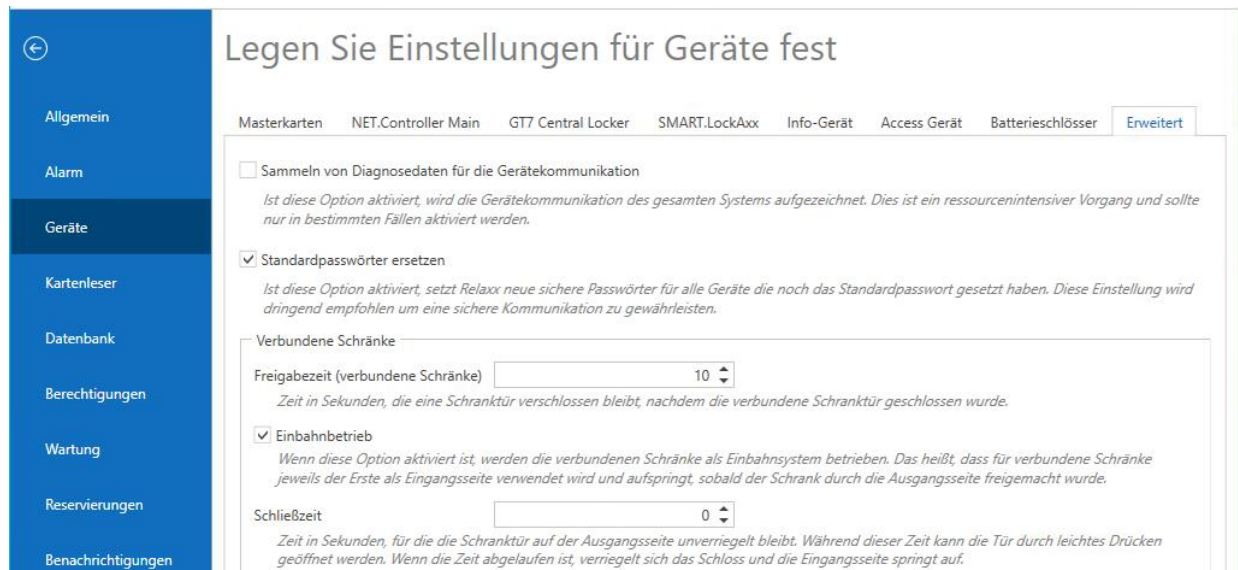 Legen Sie Einstellungen für Geräte fest
Allgemein
Alarm
Geräte
Kartenleser
Datenbank
Berechtigungen
Wartung
Reservierungen
Benachrichtigungen
Masterkarten NET.Controller Main GT7 Central Locker SMART.LockAxx Info-Gerät Access Gerät Batterieschlösser Erweitert
Sammeln von Diagnosedaten für die Gerätekommunikation
Ist diese Option aktiviert, wird die Gerätekommunikation des gesamten Systems aufgezeichnet. Dies ist ein ressourcenintensiver Vorgang und sollte
nur in bestimmten Fällen aktiviert werden.
Standardpasswörter ersetzen
Ist diese Option aktiviert, setzt Relaxx neue sichere Passwörter für alle Geräte die noch das Standardpasswort gesetzt haben. Diese Einstellung wird
dringend empfohlen um eine sichere Kommunikation zu gewährleisten.
Verbundene Schränke
Freigabezeit (verbundene Schränke) 10
Zeit in Sekunden, die eine Schranktür verschlossen bleibt, nachdem die verbundene Schranktür geschlossen wurde.
Einbahnbetrieb
Wenn diese Option aktiviert ist, werden die verbundenen Schränke als Einbahnsystem betrieben. Das heißt, dass für verbundene Schränke
jeweils der Erste als Eingangsseite verwendet wird und aufspringt, sobald der Schrank durch die Ausgangsseite freigemacht wurde.
Schließzeit 0
Zeit in Sekunden, für die die Schranktür auf der Ausgangsseite unverriegelt bleibt. Während dieser Zeit kann die Tür durch leichtes Drücken
geöffnet werden. Wenn die Zeit abgelaufen ist, verriegelt sich das Schloss und die Eingangsseite springt auf.